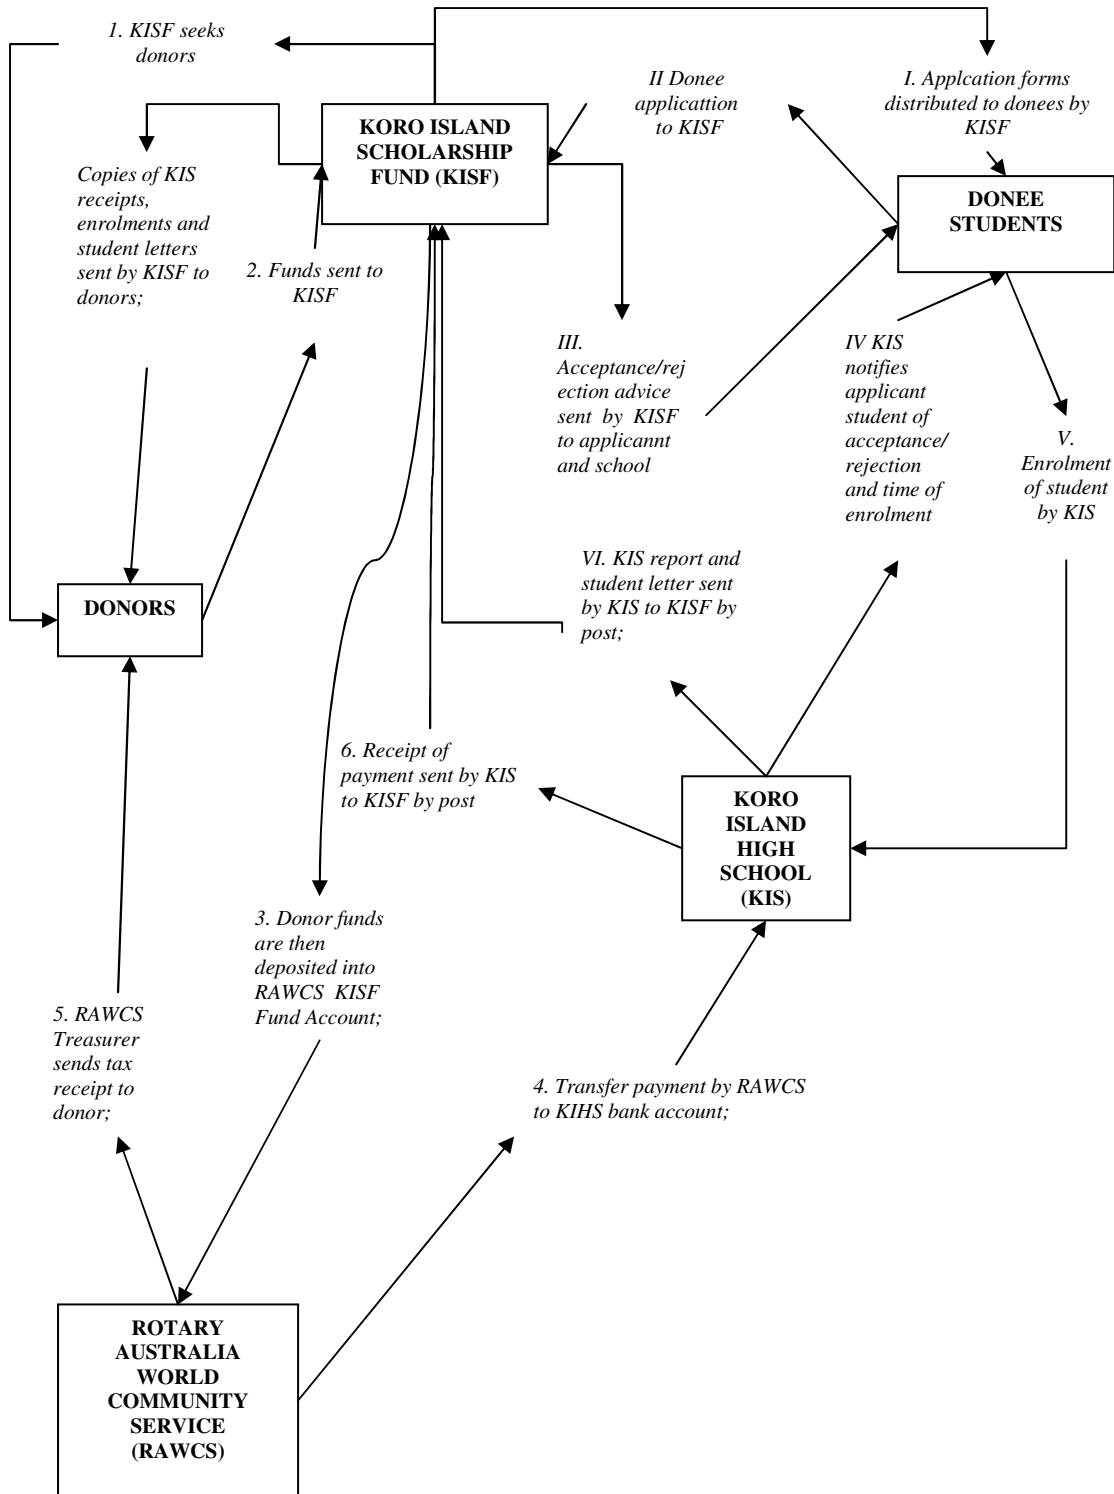 1. KISF seeks
donors
II Donee
applicattion
to KISF
I. Applcation forms
distributed to donees by
KISF
KORO ISLAND
SCHOLARSHIP
FUND (KISF)
Copies of KIS
receipts,
enrolments and
student letters
sent by KISF to
donors;
DONEE
STUDENTS
2. Funds sent to
KISF
III.
Acceptance/rej
ection advice
sent by KISF
to applicannt
and school
IV KIS
notifies
applicant
student of
acceptance/
rejection
and time of
enrolment
V.
Enrolment
of student
by KIS
VI. KIS report and
student letter sent
by KIS to KISF by
post;
DONORS
6. Receipt of
payment sent by KIS
to KISF by post
KORO
ISLAND
HIGH
SCHOOL
(KIS)
3. Donor funds
are then
deposited into
RAWCS KISF
Fund Account;
5. RAWCS
Treasurer
sends tax
receipt to
donor;
4. Transfer payment by RAWCS
to KIHS bank account;
ROTARY
AUSTRALIA
WORLD
COMMUNITY
SERVICE
(RAWCS)